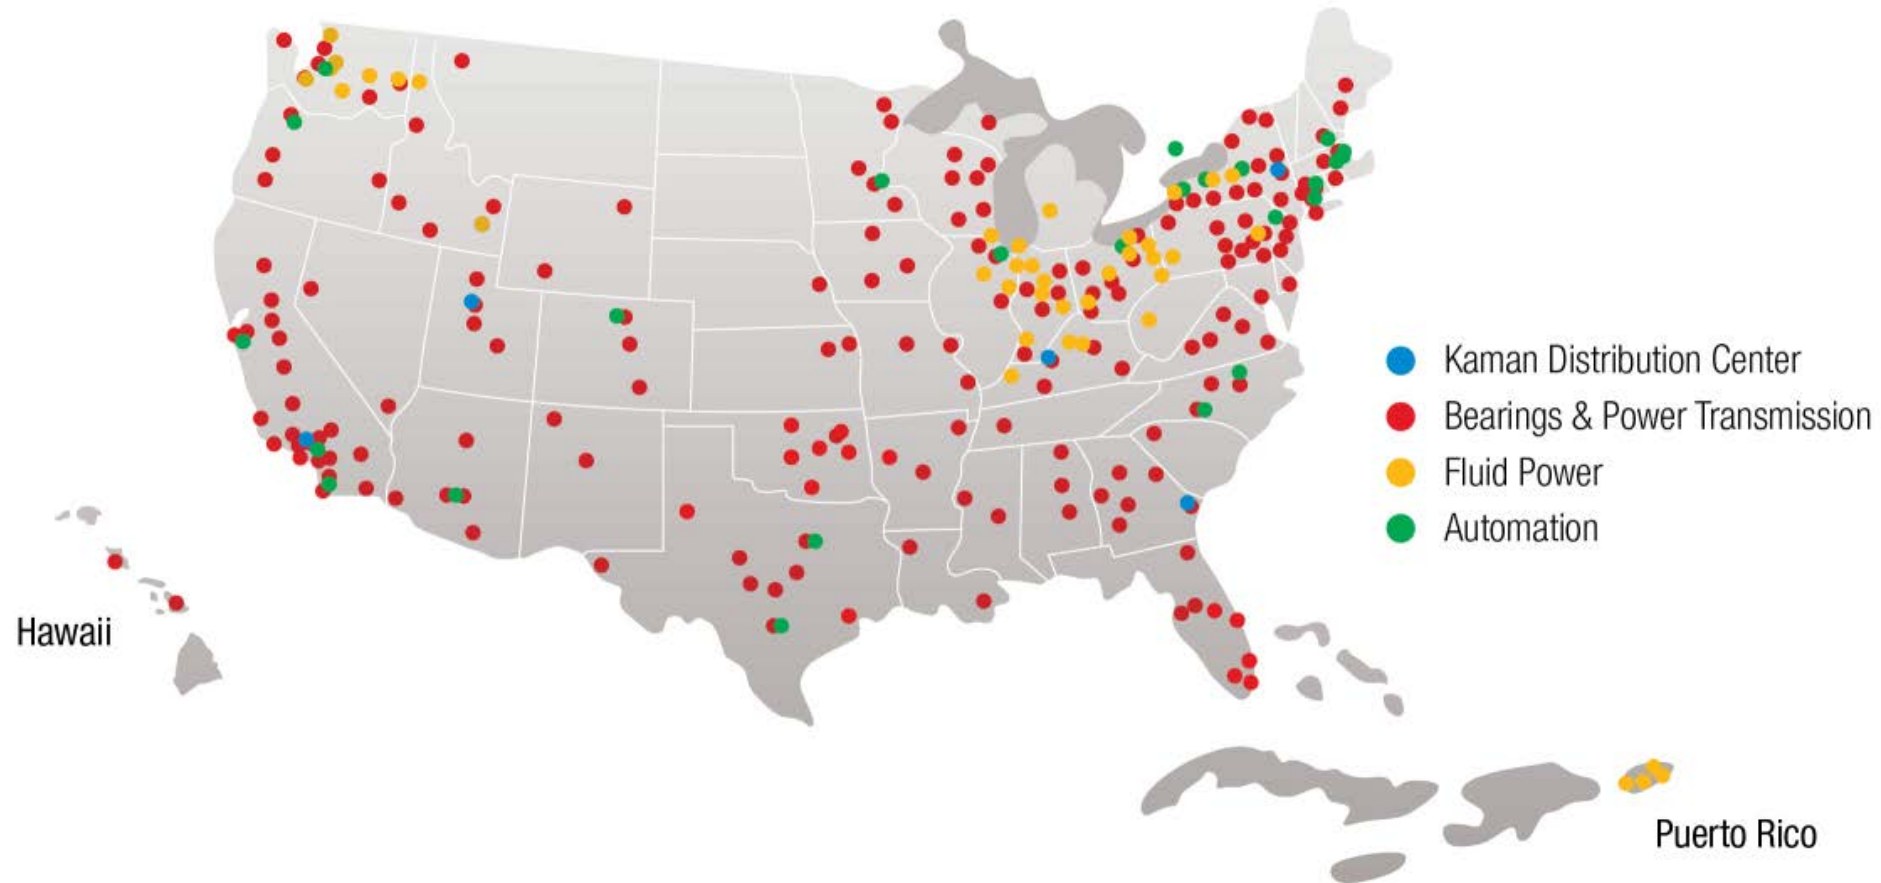 Kaman Distribution Center
Bearings & Power Transmission
Fluid Power
Automation
Hawaii
Puerto Rico